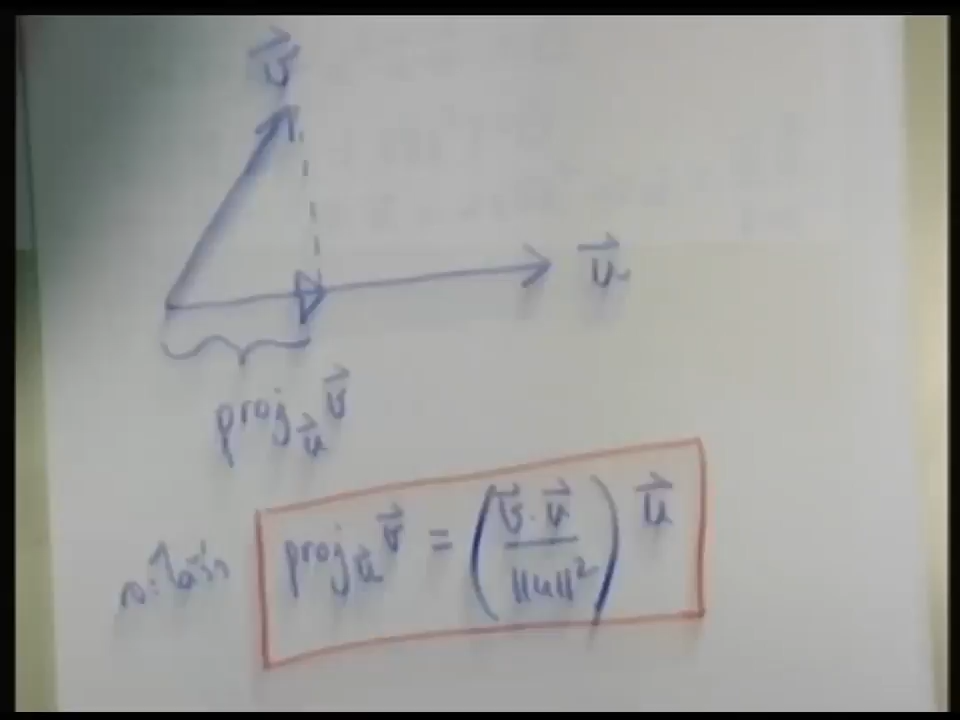 v⃗
u⃗
proj_u⃗ v⃗
proj_u⃗ v⃗ = (v⃗ · u⃗ / ||u||²) u⃗